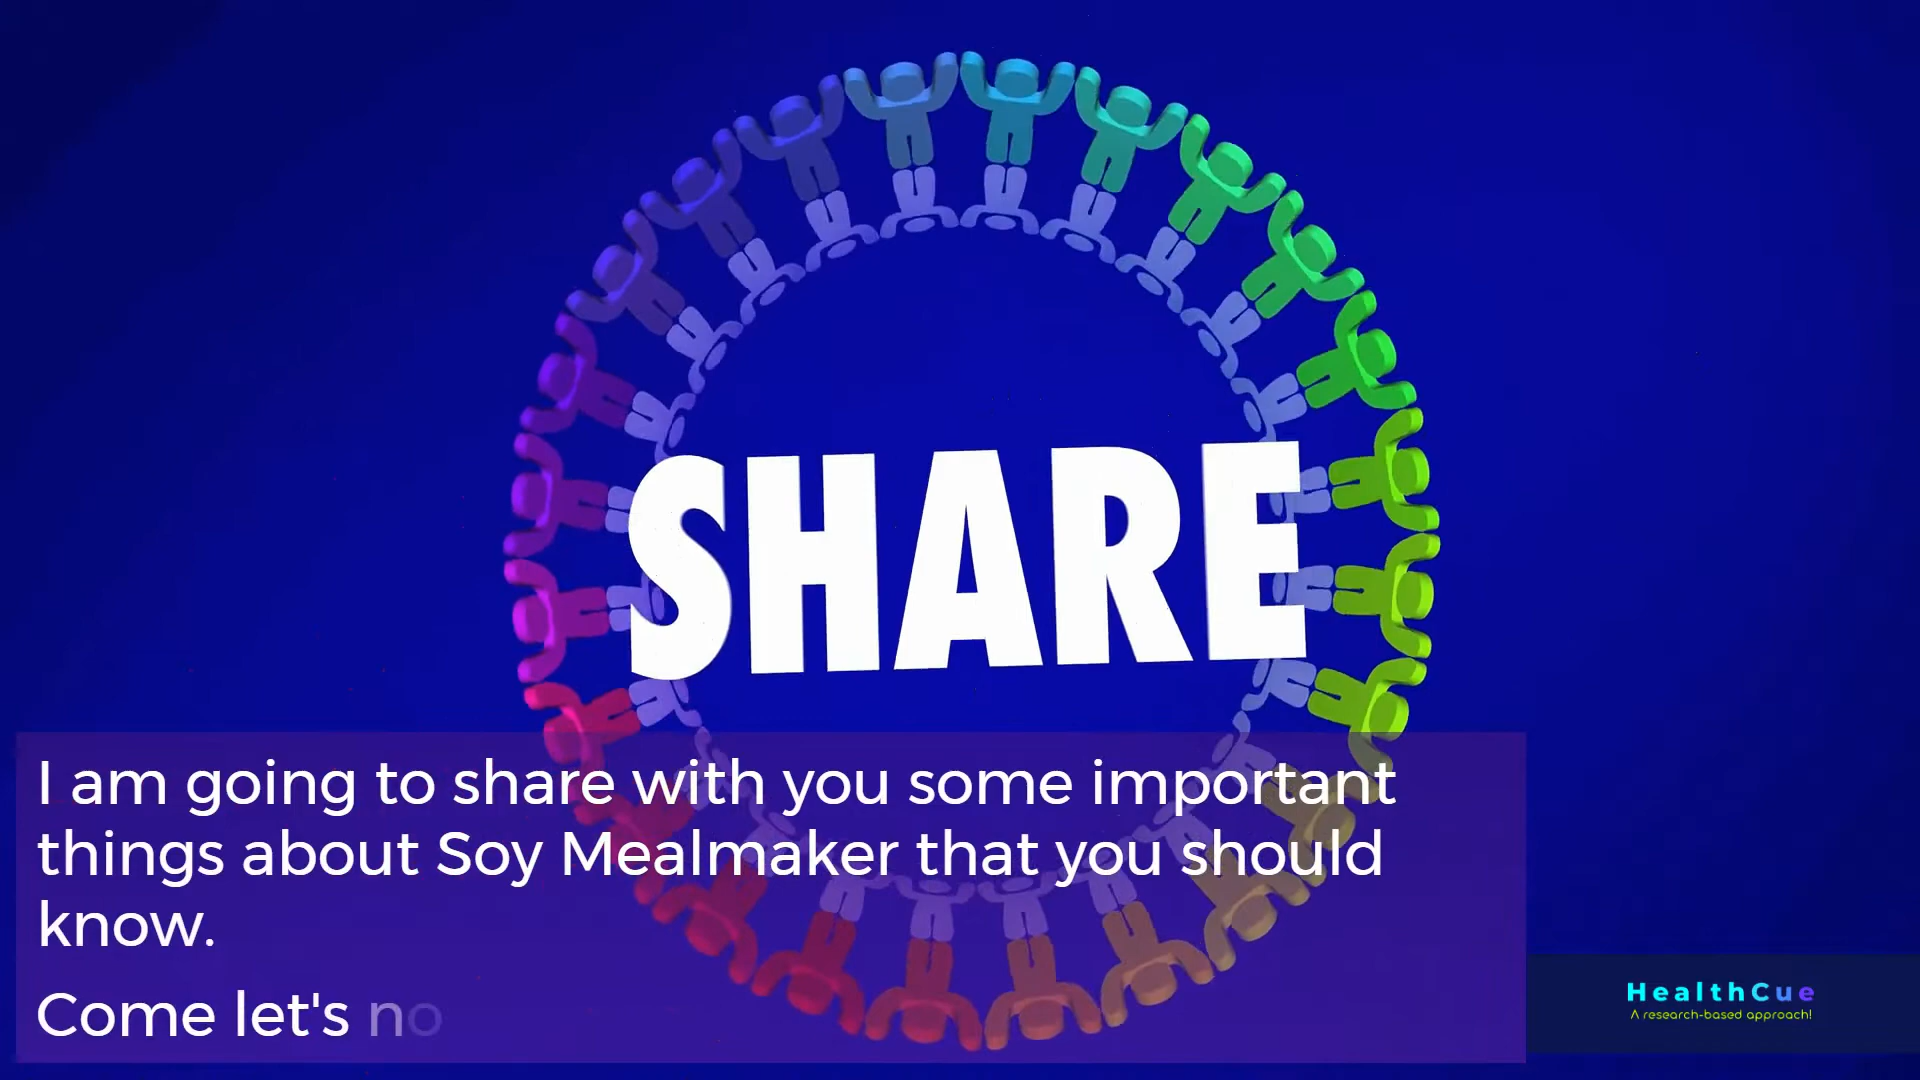 SHARE
I am going to share with you some important
things about Soy Mealmaker that you should
know.
Come let's no
HealthCue
A research-based approach!